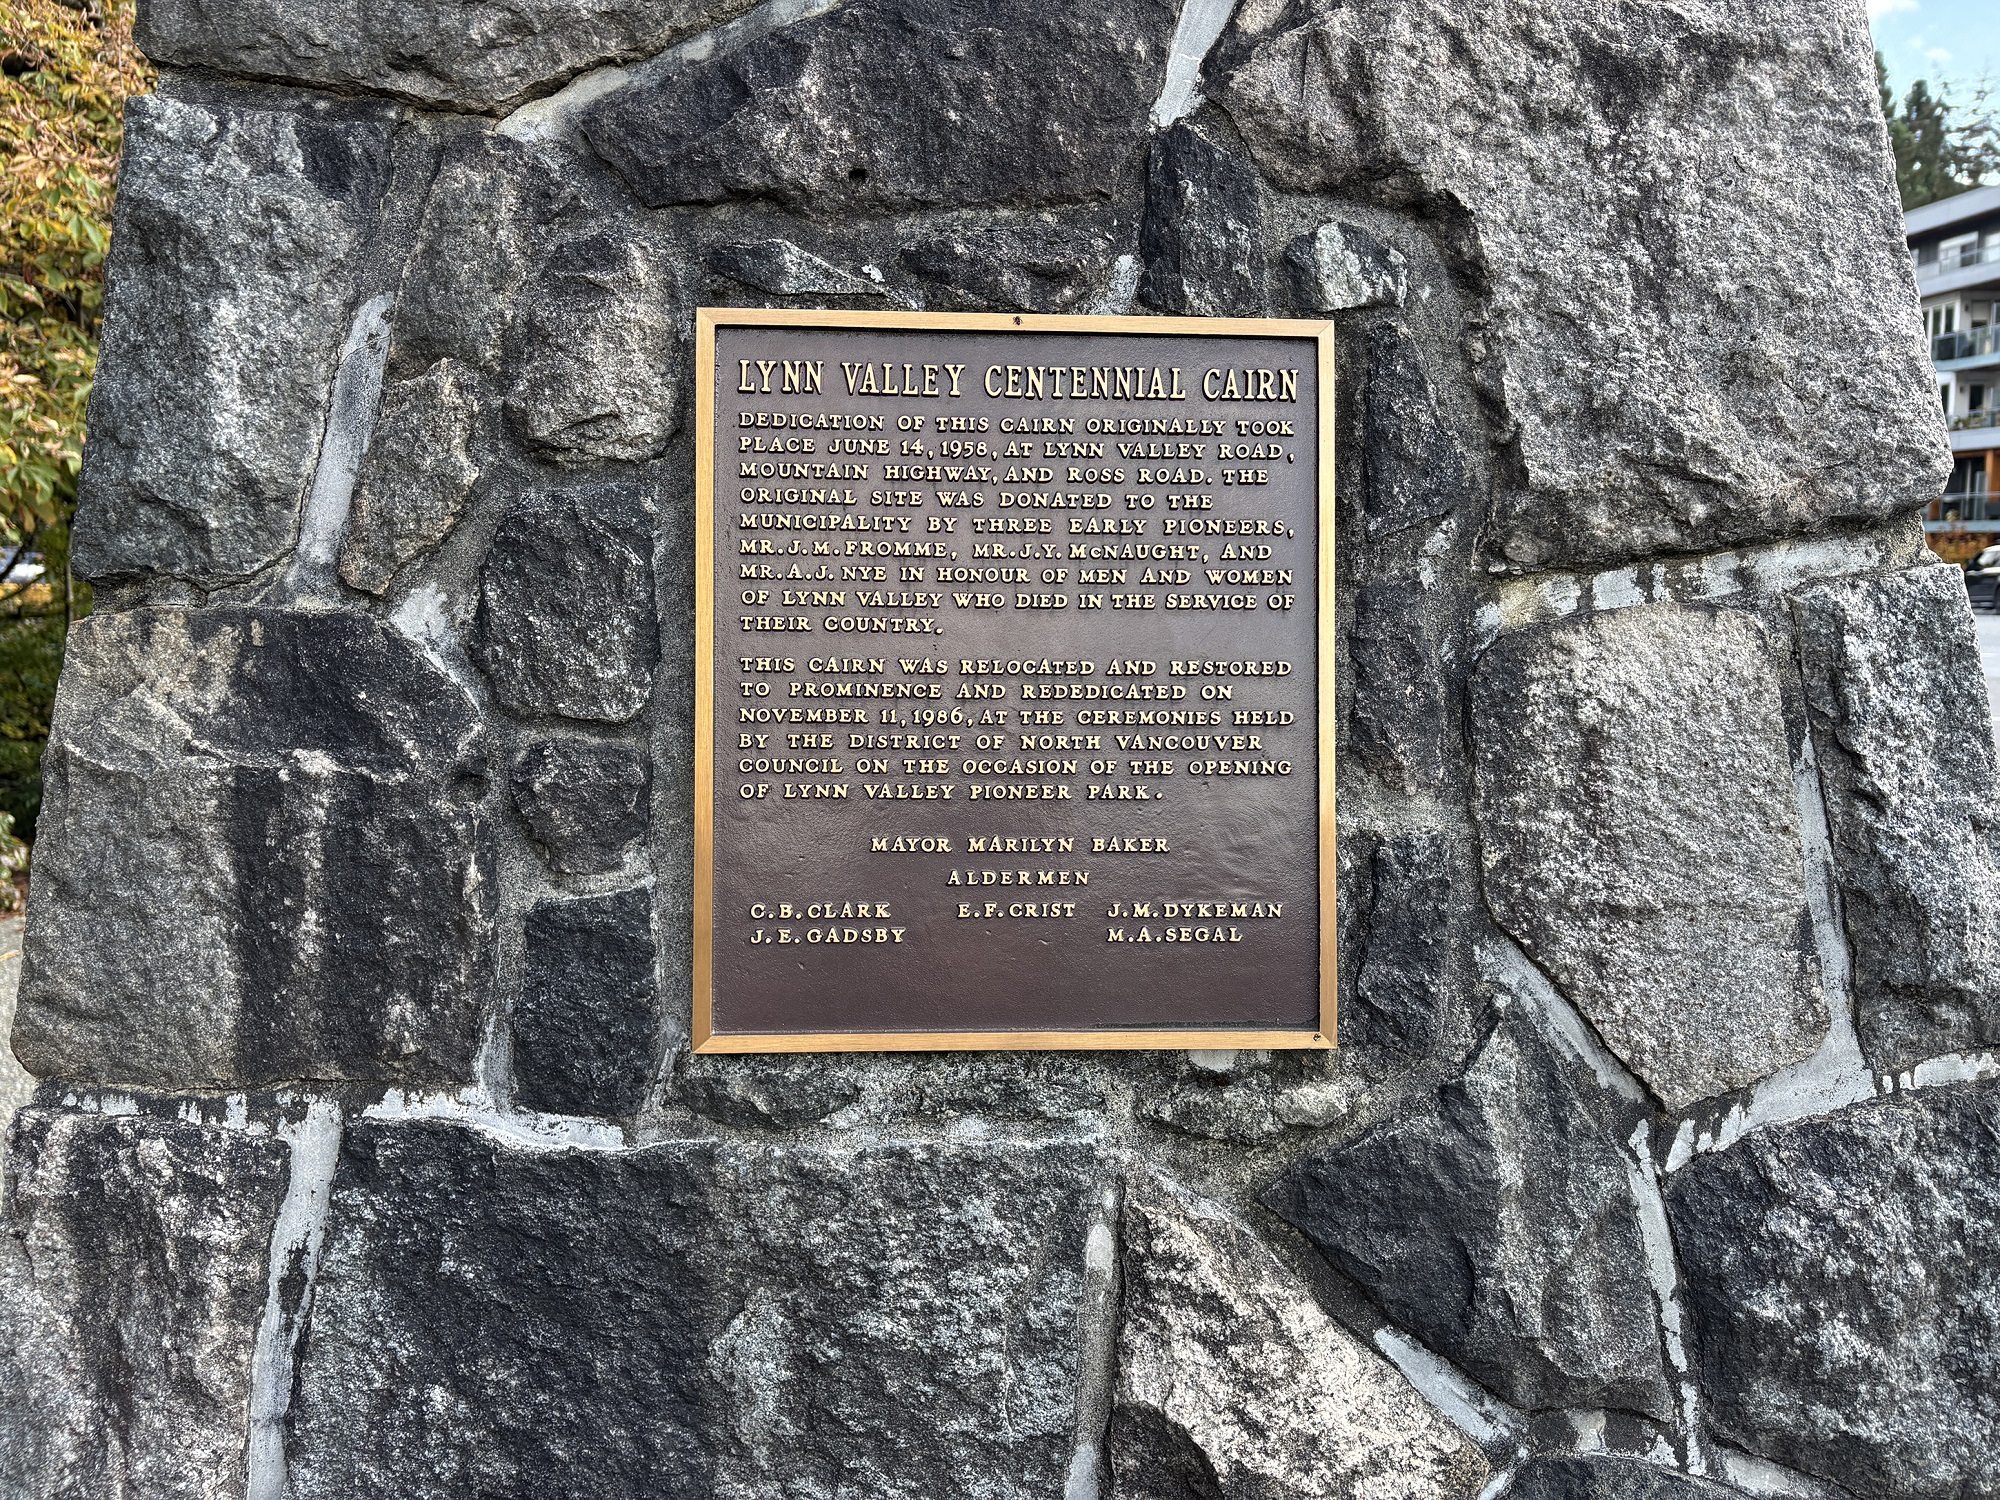 LYNN VALLEY CENTENNIAL CAIRN
DEDICATION OF THIS CAIRN ORIGINALLY TOOK
PLACE JUNE 14, 1958, AT LYNN VALLEY ROAD,
MOUNTAIN HIGHWAY, AND ROSS ROAD. THE
ORIGINAL SITE WAS DONATED TO THE
MUNICIPALITY BY THREE EARLY PIONEERS,
MR. J. M. FROMME, MR. J. Y. McNAUGHT, AND
MR. A. J. NYE IN HONOUR OF MEN AND WOMEN
OF LYNN VALLEY WHO DIED IN THE SERVICE OF
THEIR COUNTRY.
THIS CAIRN WAS RELOCATED AND RESTORED
TO PROMINENCE AND REDEDICATED ON
NOVEMBER 11, 1986, AT THE CEREMONIES HELD
BY THE DISTRICT OF NORTH VANCOUVER
COUNCIL ON THE OCCASION OF THE OPENING
OF LYNN VALLEY PIONEER PARK.
MAYOR MARILYN BAKER
ALDERMEN
C. B. CLARK E. F. CRIST J. M. DYKEMAN
J. E. GADSBY M. A. SEGAL